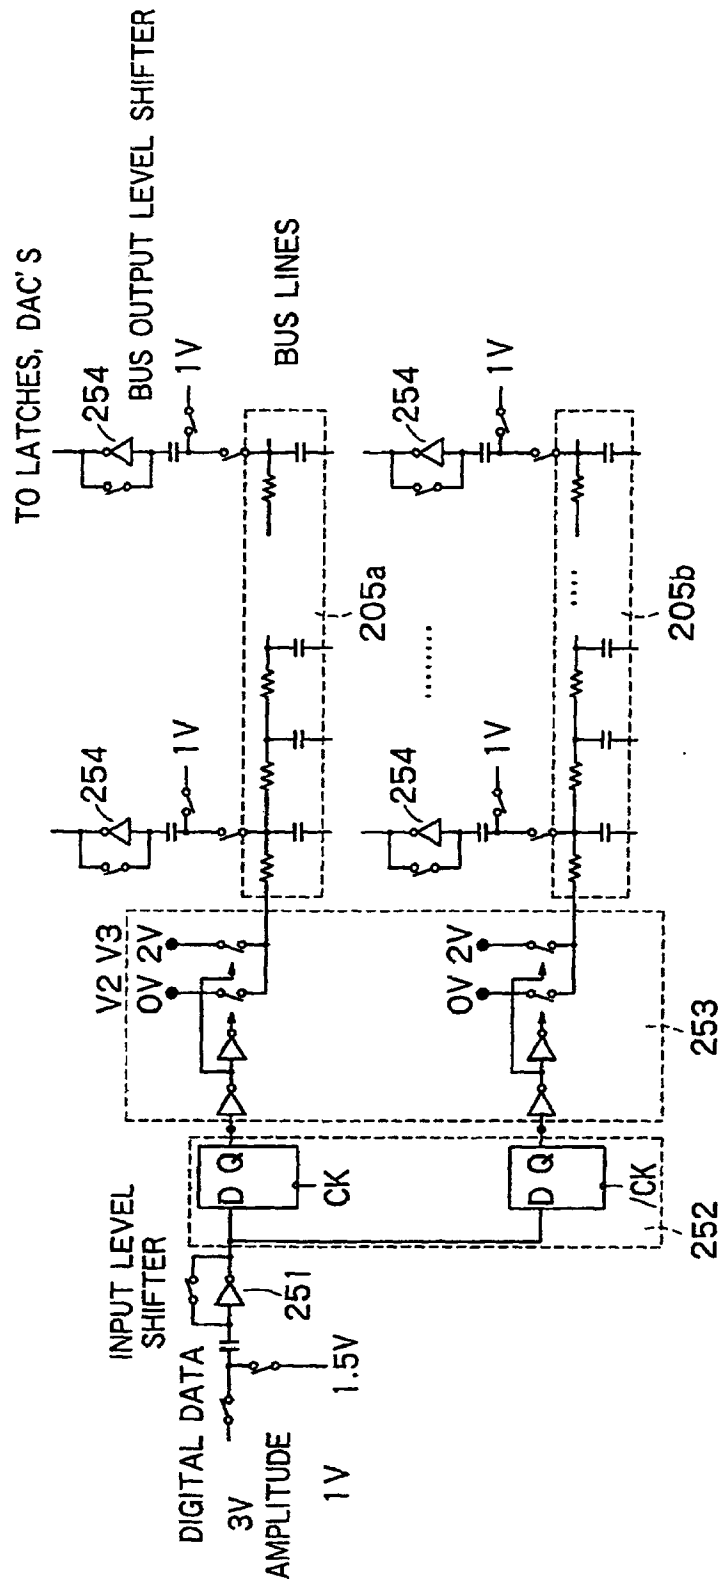 TO LATCHES, DAC'S
BUS OUTPUT LEVEL SHIFTER
254
254
1V
1V
BUS LINES
205a
254
254
1V
1V
205b
........
....
V2 V3
0V 2V
0V 2V
253
INPUT LEVEL
SHIFTER
D Q
CK
D Q
/CK
252
251
DIGITAL DATA
3V
AMPLITUDE
1V
1.5V